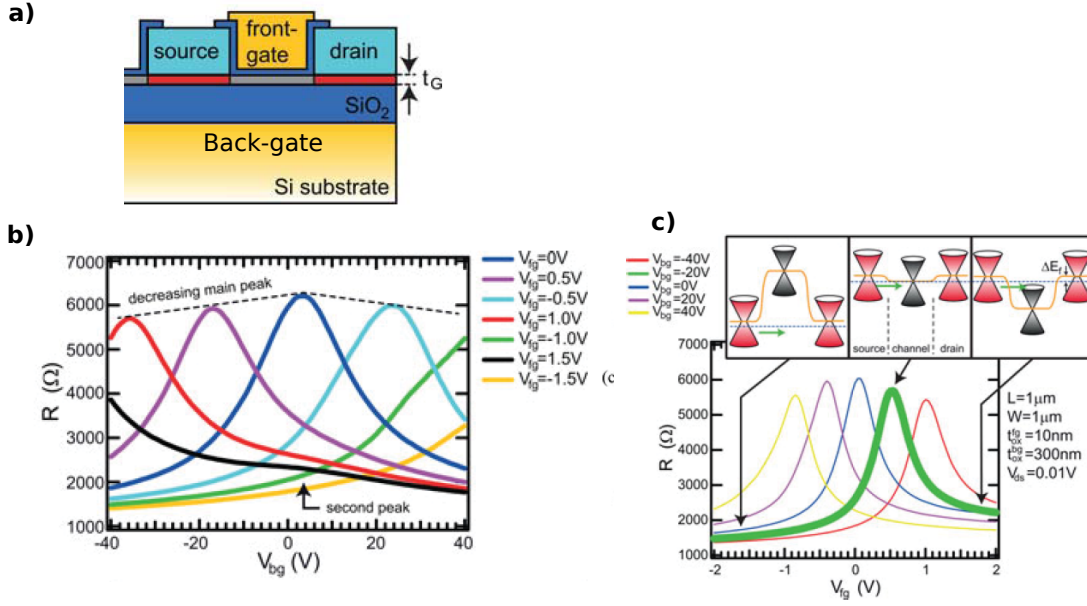 a)
front-
gate
source
drain
t_G
SiO₂
Back-gate
Si substrate
b)
7000
6000
5000
4000
3000
2000
1000
R (Ω)
decreasing main peak
second peak
-40
-20
0
20
40
V_bg (V)
V_fg=0V
V_fg=0.5V
V_fg=-0.5V
V_fg=1.0V
V_fg=-1.0V
V_fg=1.5V
V_fg=-1.5V
(c
c)
V_bg=-40V
V_bg=-20V
V_bg=0V
V_bg=20V
V_bg=40V
source
channel
drain
ΔE_f
6000
5000
4000
3000
2000
1000
R (Ω)
L=1μm
W=1μm
t_ox^fg=10nm
t_ox^bg=300nm
V_ds=0.01V
-2
-1
0
1
2
V_fg (V)